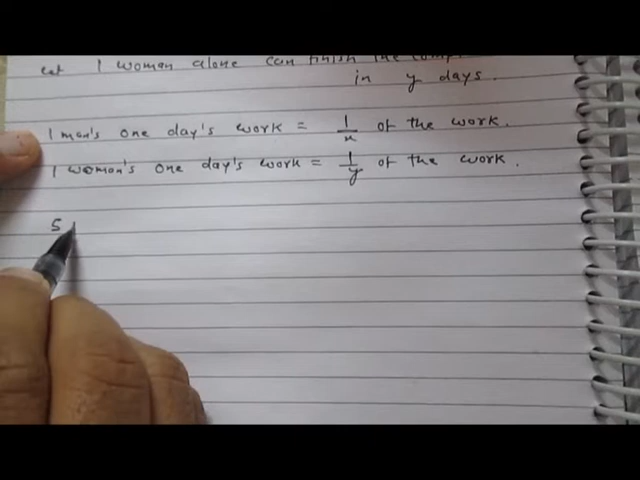 Let 1 woman alone can finish the
in y days.
1 man's one day's work = 1/x of the work.
1 woman's one day's work = 1/y of the work.
5